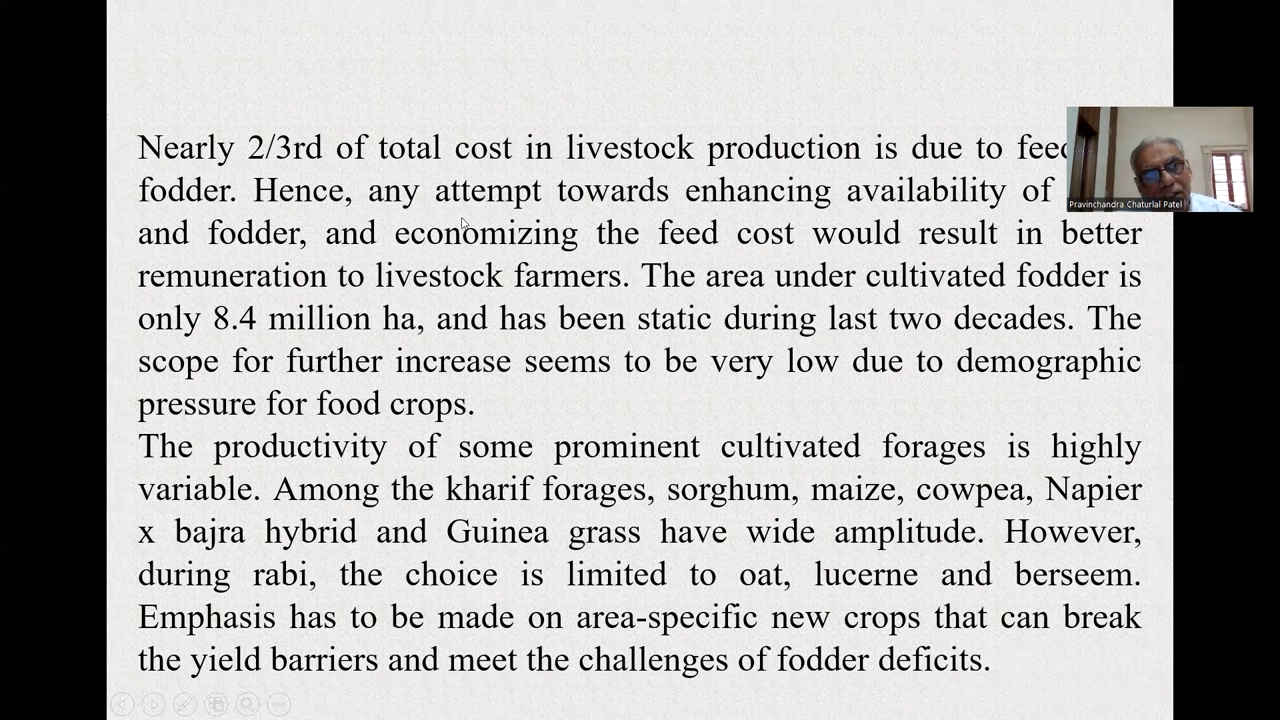 Nearly 2/3rd of total cost in livestock production is due to
fodder. Hence, any attempt towards enhancing availability of
and fodder, and economizing the feed cost would result in better
remuneration to livestock farmers. The area under cultivated fodder is
only 8.4 million ha, and has been static during last two decades. The
scope for further increase seems to be very low due to demographic
pressure for food crops.
The productivity of some prominent cultivated forages is highly
variable. Among the kharif forages, sorghum, maize, cowpea, Napier
x bajra hybrid and Guinea grass have wide amplitude. However,
during rabi, the choice is limited to oat, lucerne and berseem.
Emphasis has to be made on area-specific new crops that can break
the yield barriers and meet the challenges of fodder deficits.
Pravinchandra Chaturlal Patel